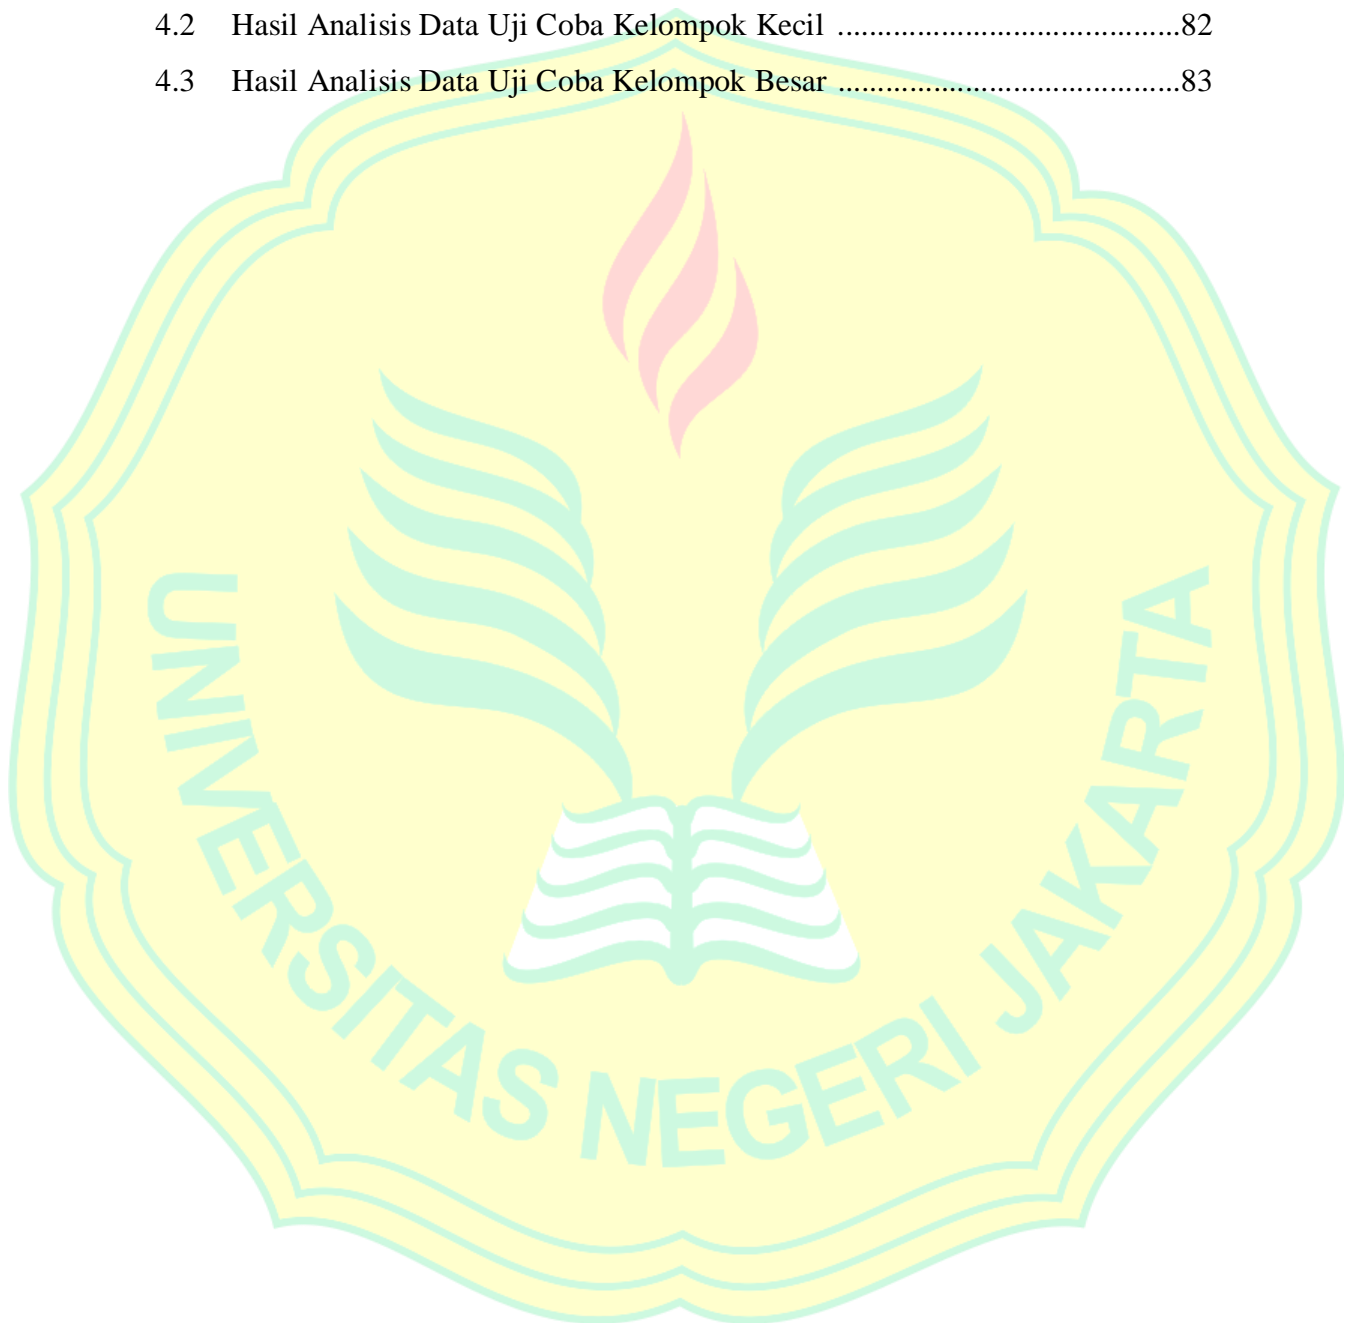 4.2 Hasil Analisis Data Uji Coba Kelompok Kecil ......................................82
4.3 Hasil Analisis Data Uji Coba Kelompok Besar ......................................83
UNIVERSITAS NEGERI JAKARTA